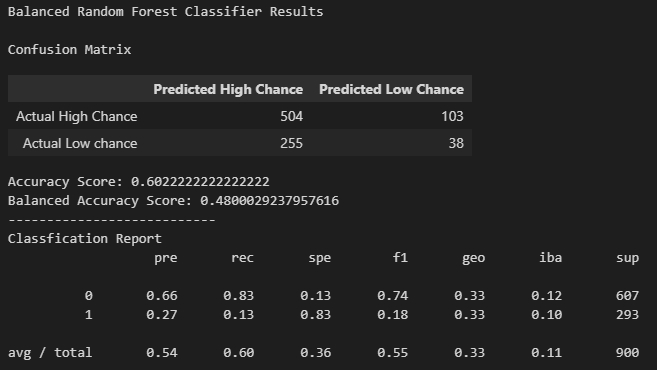 Balanced Random Forest Classifier Results
Confusion Matrix
Predicted High Chance Predicted Low Chance
Actual High Chance 504 103
Actual Low chance 255 38
Accuracy Score: 0.6022222222222222
Balanced Accuracy Score: 0.4800029237957616
---------------------------
Classfication Report
pre rec spe f1 geo iba sup
0 0.66 0.83 0.13 0.74 0.33 0.12 607
1 0.27 0.13 0.83 0.18 0.33 0.10 293
avg / total 0.54 0.60 0.36 0.55 0.33 0.11 900